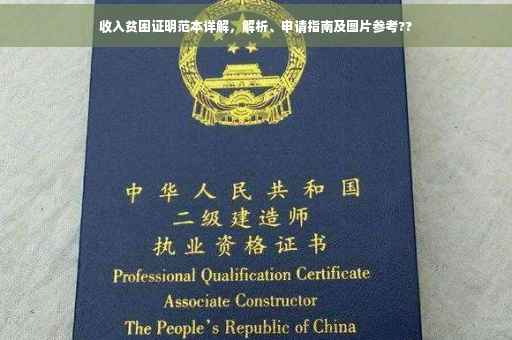 收入贫困证明范本详解，解析、申请指南及图片参考??
中华人民共和国
二级建造师
执业资格证书
Professional Qualification Certificate
Associate Constructor
The People's Republic of China